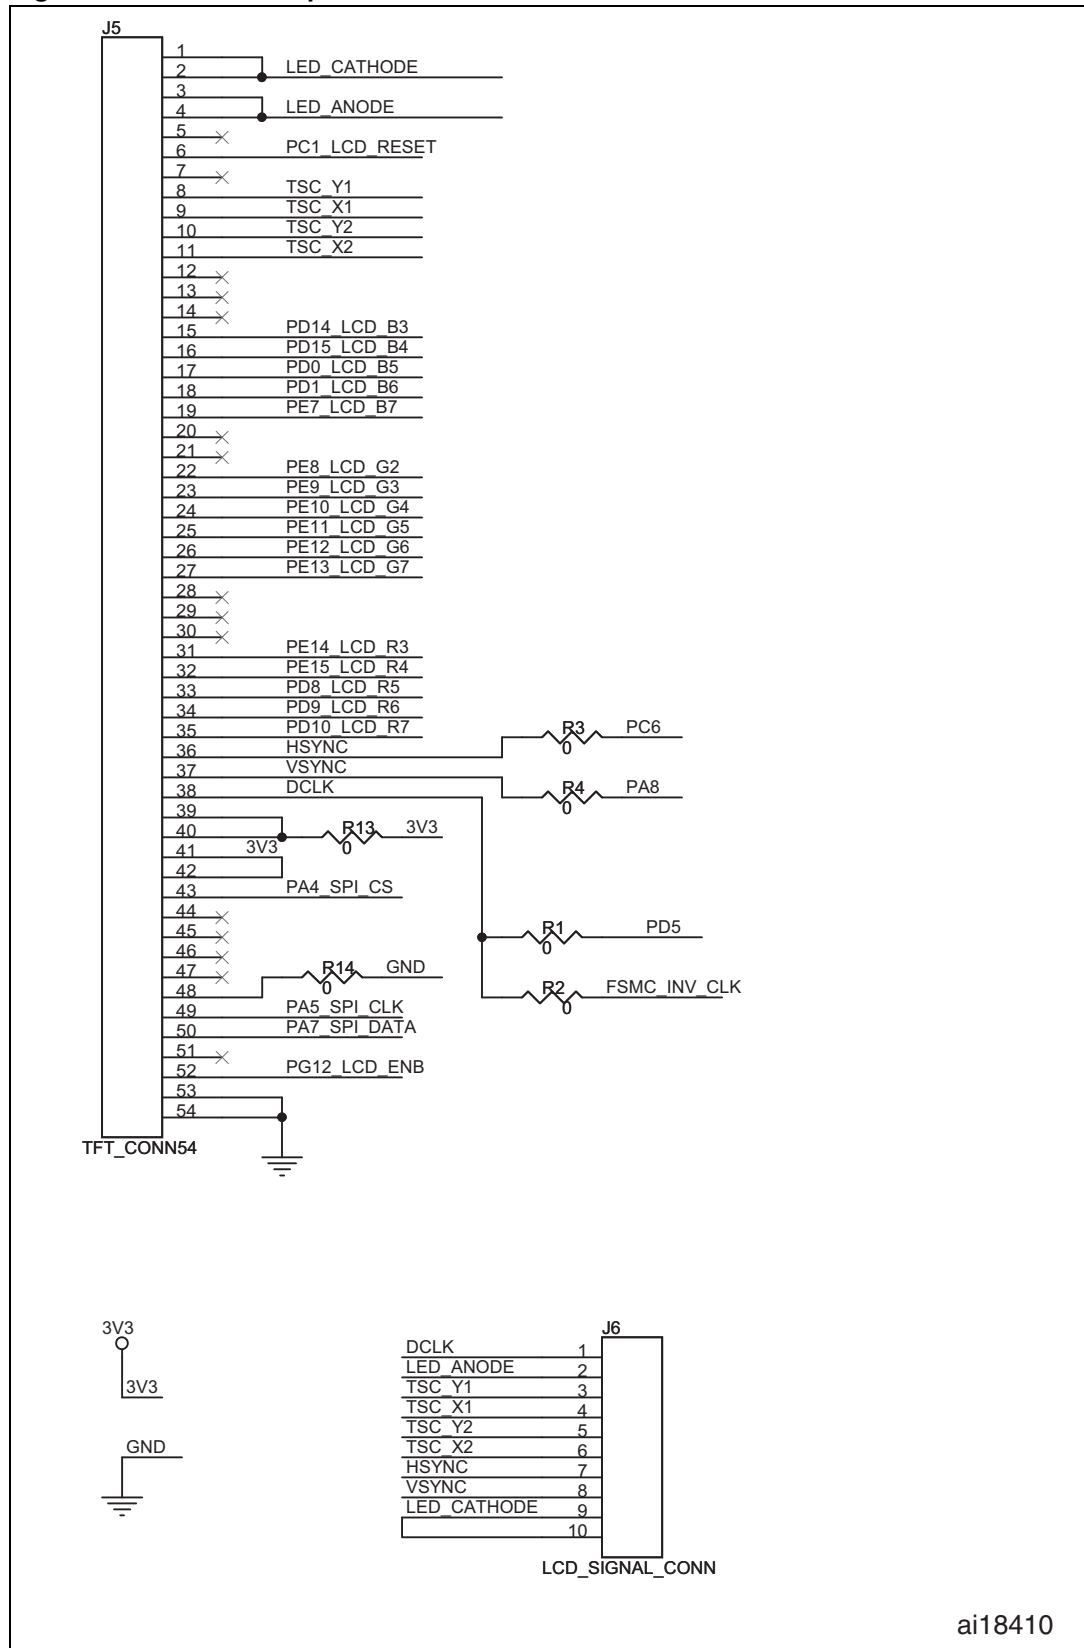 J5
1
2 LED_CATHODE
3
4 LED_ANODE
5
6 PC1_LCD_RESET
7
8 TSC_Y1
9 TSC_X1
10 TSC_Y2
11 TSC_X2
12
13
14
15 PD14_LCD_B3
16 PD15_LCD_B4
17 PD0_LCD_B5
18 PD1_LCD_B6
19 PE7_LCD_B7
20
21
22 PE8_LCD_G2
23 PE9_LCD_G3
24 PE10_LCD_G4
25 PE11_LCD_G5
26 PE12_LCD_G6
27 PE13_LCD_G7
28
29
30
31 PE14_LCD_R3
32 PE15_LCD_R4
33 PD8_LCD_R5
34 PD9_LCD_R6
35 PD10_LCD_R7 R3 PC6
36 HSYNC 0
37 VSYNC
38 DCLK R4 PA8
0
39
40 R13 3V3
41 3V3 0
42
43 PA4_SPI_CS
44
45 R1 PD5
0
46
47 R14 GND
48 0 R2 FSMC_INV_CLK
0
49 PA5_SPI_CLK
50 PA7_SPI_DATA
51
52 PG12_LCD_ENB
53
54
TFT_CONN54
3V3
3V3
GND
J6
DCLK 1
LED_ANODE 2
TSC_Y1 3
TSC_X1 4
TSC_Y2 5
TSC_X2 6
HSYNC 7
VSYNC 8
LED_CATHODE 9
10
LCD_SIGNAL_CONN
ai18410